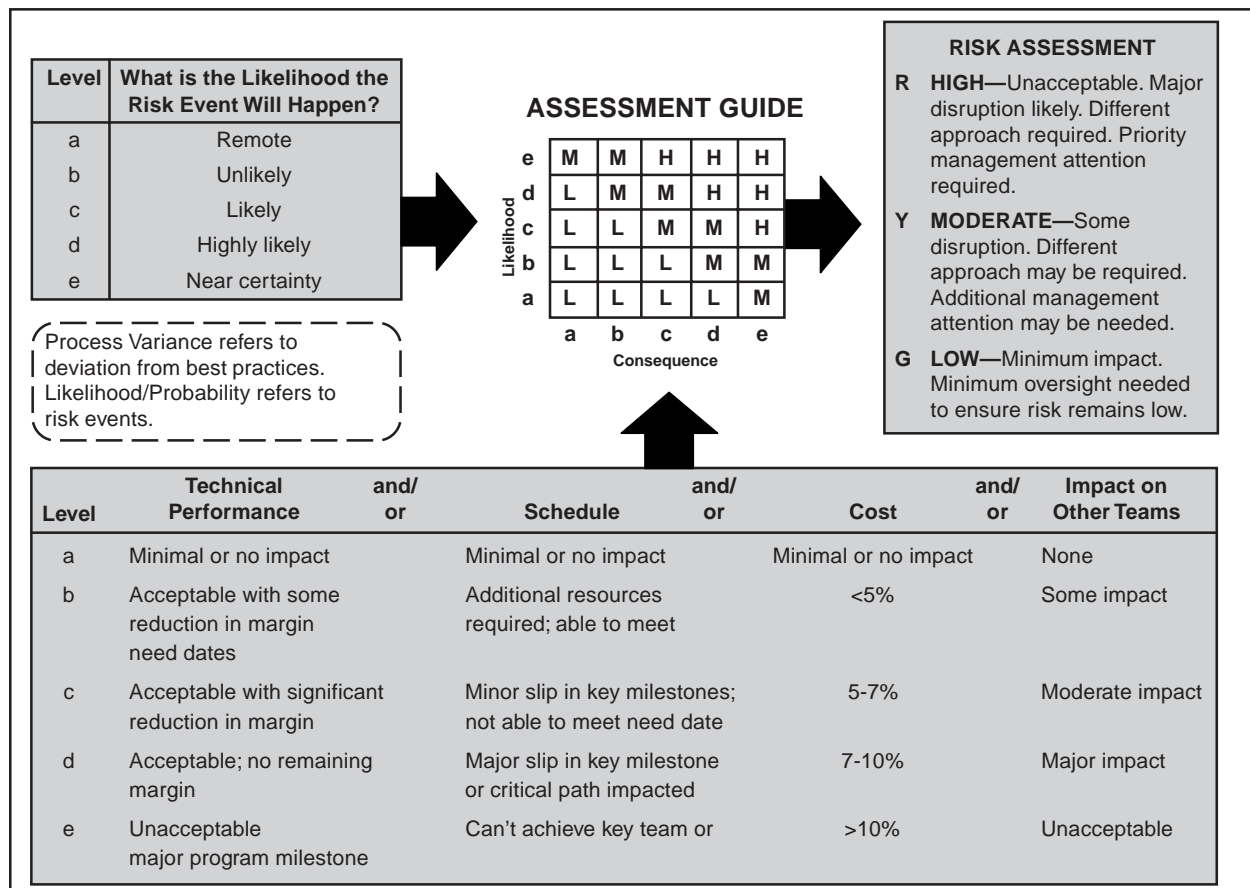 Level What is the Likelihood the
Risk Event Will Happen?
a Remote
b Unlikely
c Likely
d Highly likely
e Near certainty
Process Variance refers to
deviation from best practices.
Likelihood/Probability refers to
risk events.
ASSESSMENT GUIDE
Likelihood
e M M H H H
d L M M H H
c L L M M H
b L L L M M
a L L L L M
a b c d e
Consequence
RISK ASSESSMENT
R HIGH—Unacceptable. Major
disruption likely. Different
approach required. Priority
management attention
required.
Y MODERATE—Some
disruption. Different
approach may be required.
Additional management
attention may be needed.
G LOW—Minimum impact.
Minimum oversight needed
to ensure risk remains low.
Technical and/ and/ and/ Impact on
Level Performance or Schedule or Cost or Other Teams
a Minimal or no impact Minimal or no impact Minimal or no impact None
b Acceptable with some Additional resources <5% Some impact
reduction in margin required; able to meet
need dates
c Acceptable with significant Minor slip in key milestones; 5-7% Moderate impact
reduction in margin not able to meet need date
d Acceptable; no remaining Major slip in key milestone 7-10% Major impact
margin or critical path impacted
e Unacceptable Can't achieve key team or >10% Unacceptable
major program milestone